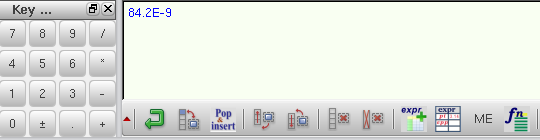 Key ...
84.2E-9
7 8 9 /
4 5 6 *
1 2 3 -
0 ± . +
Pop & insert
expr
expr
ME
fn